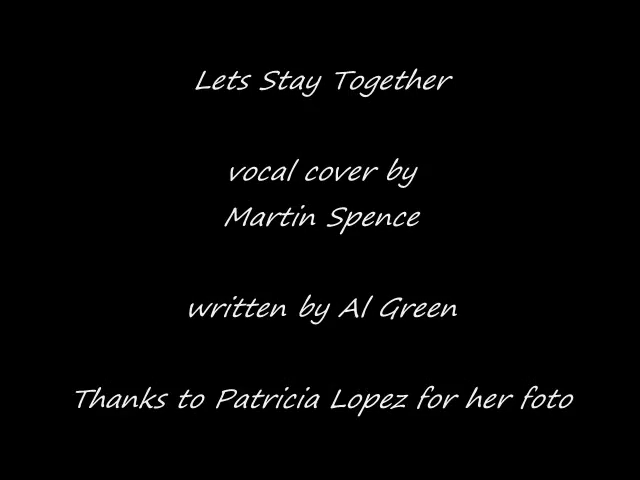 Lets Stay Together
vocal cover by
Martin Spence
written by Al Green
Thanks to Patricia Lopez for her foto